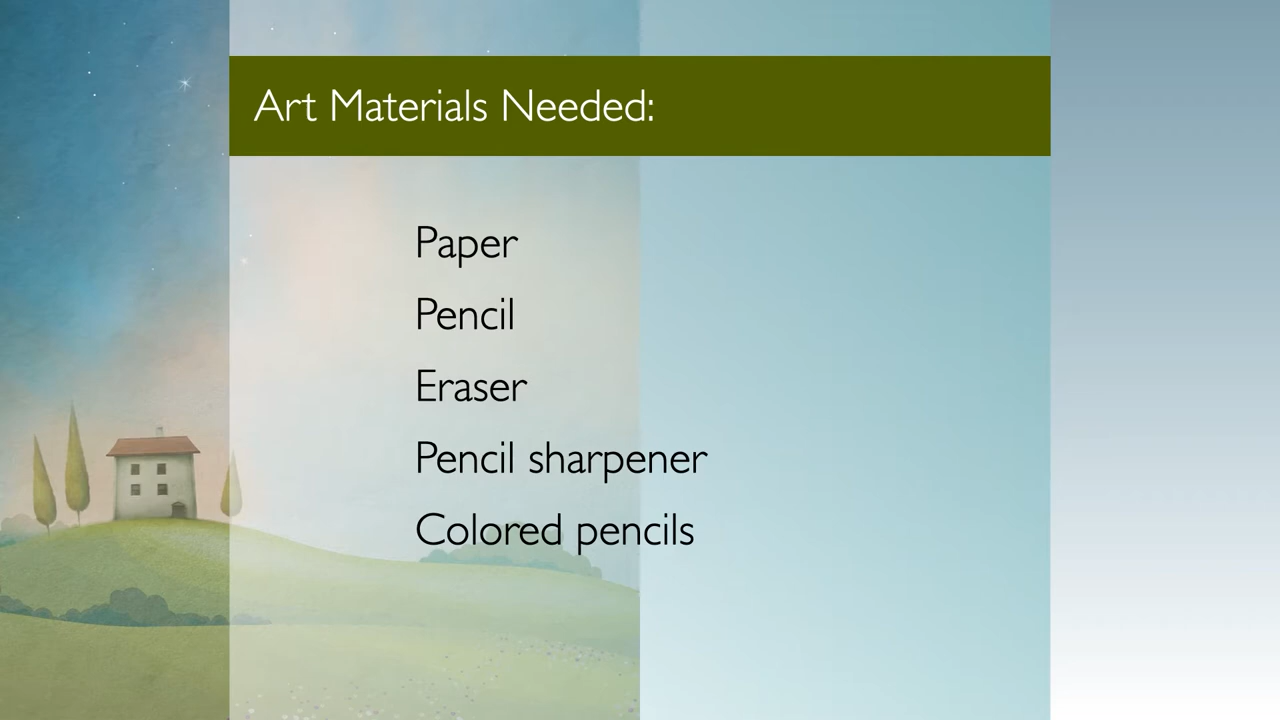 Art Materials Needed:
Paper
Pencil
Eraser
Pencil sharpener
Colored pencils